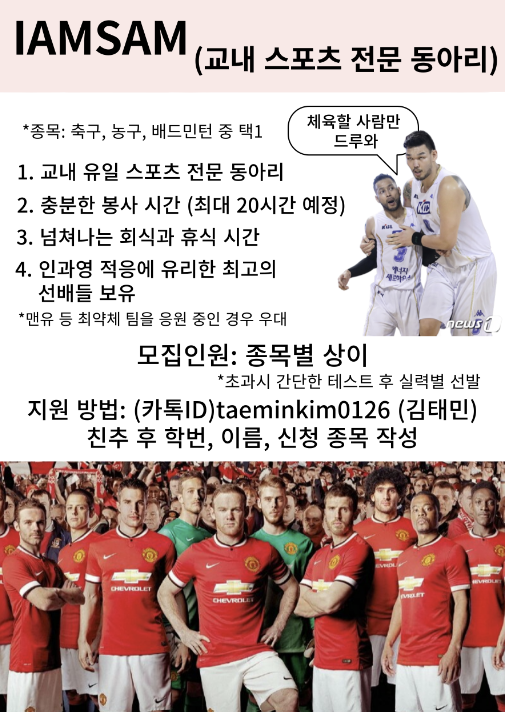 IAMSAM (교내 스포츠 전문 동아리)
*종목: 축구, 농구, 배드민턴 중 택1
체육할 사람만
드루와
1. 교내 유일 스포츠 전문 동아리
2. 충분한 봉사 시간 (최대 20시간 예정)
3. 넘쳐나는 회식과 휴식 시간
4. 인과영 적응에 유리한 최고의
선배들 보유
*맨유 등 최약체 팀을 응원 중인 경우 우대
KCC
news1
모집인원: 종목별 상이
*초과시 간단한 테스트 후 실력별 선발
지원 방법: (카톡ID)taeminkim0126 (김태민)
친추 후 학번, 이름, 신청 종목 작성
CHEVROLET
CHEVROLET
CHEVROLET
CHEVROLET